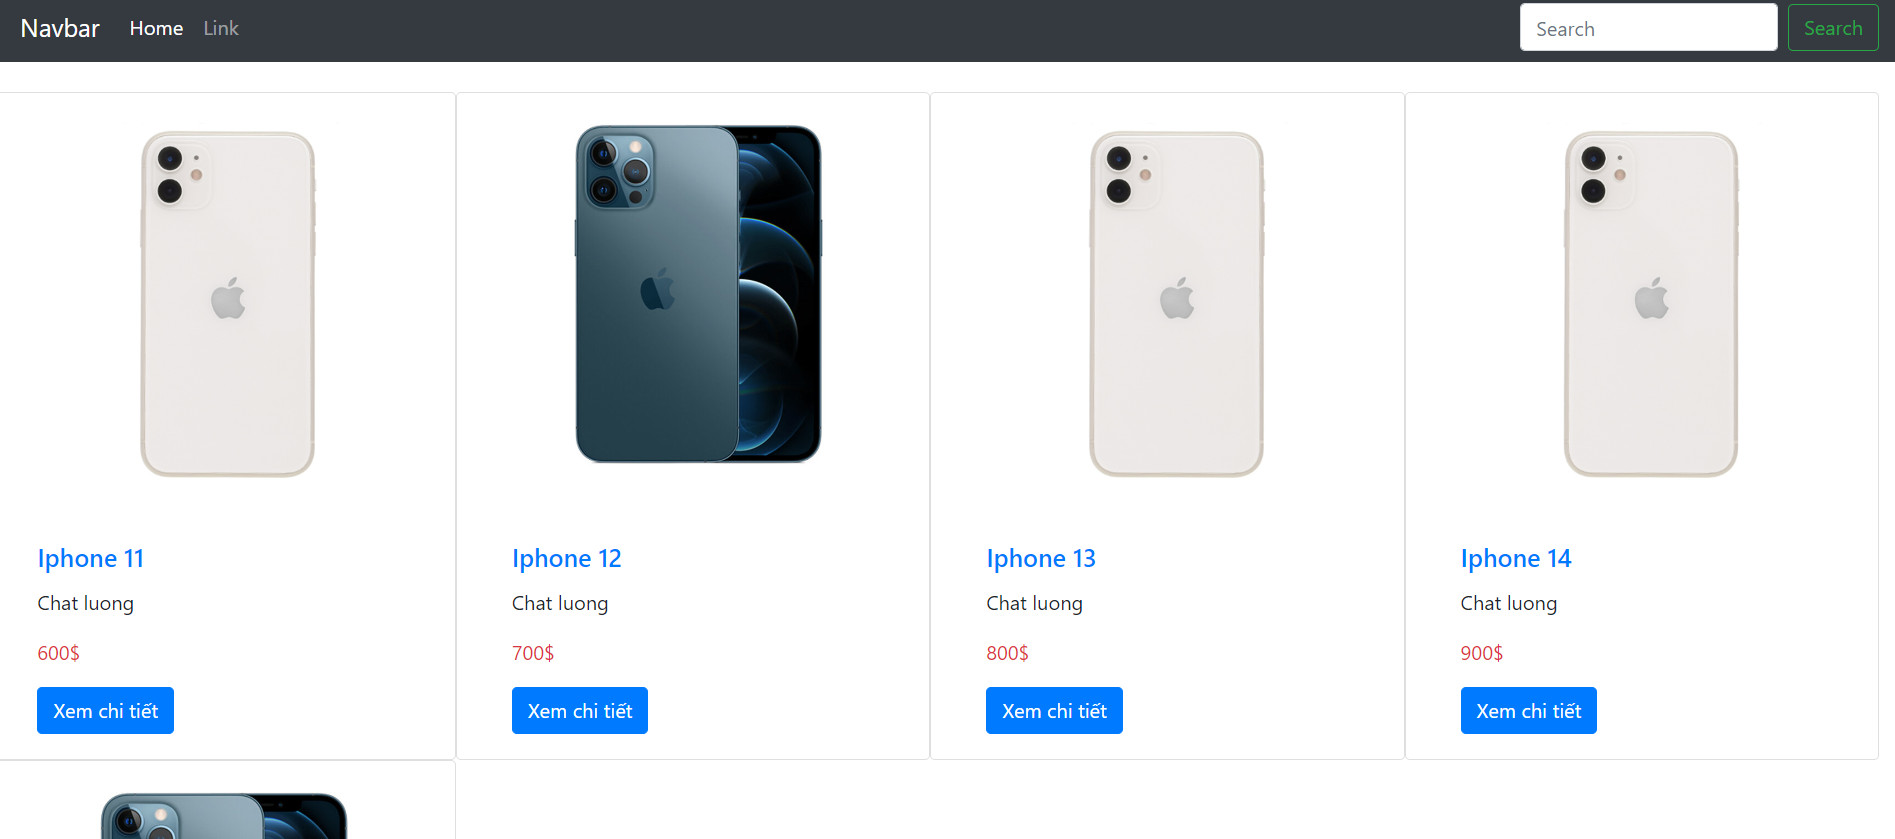 Navbar Home Link Search Search
Iphone 11
Chat luong
600$
Xem chi tiết
Iphone 12
Chat luong
700$
Xem chi tiết
Iphone 13
Chat luong
800$
Xem chi tiết
Iphone 14
Chat luong
900$
Xem chi tiết